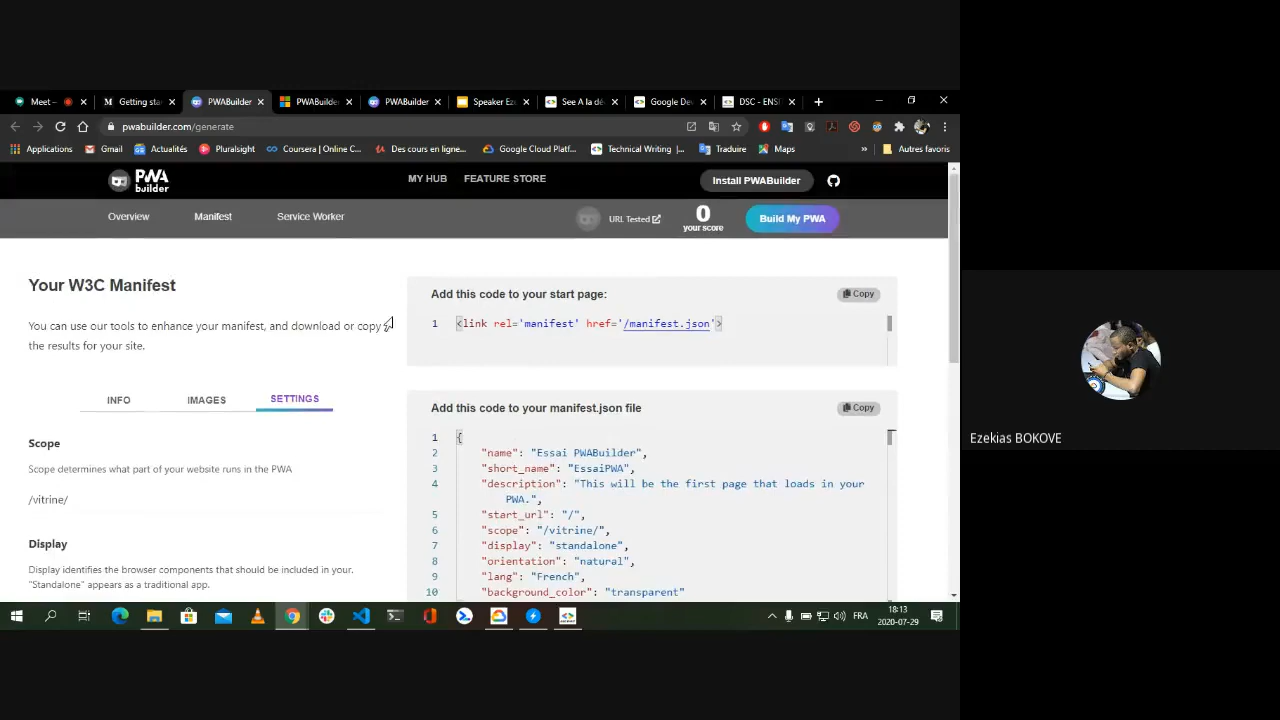 Meet –
Getting sta
PWABuilder
PWABuilde
PWABuilder
Speaker Eze
See A la dé
Google De
DSC - ENS
pwabuilder.com/generate
Applications
Gmail
Actualités
Pluralsight
Coursera | Online C...
Des cours en ligne...
Google Cloud Platf...
Technical Writing |...
Traduire
Maps
»
Autres favoris
PWA
builder
MY HUB
FEATURE STORE
Install PWABuilder
Overview
Manifest
Service Worker
URL Tested
0
your score
Build My PWA
Your W3C Manifest
You can use our tools to enhance your manifest, and download or copy
the results for your site.
INFO
IMAGES
SETTINGS
Scope
Scope determines what part of your website runs in the PWA
/vitrine/
Display
Display identifies the browser components that should be included in your.
"Standalone" appears as a traditional app.
Add this code to your start page:
Copy
1 <link rel='manifest' href='/manifest.json'>
Add this code to your manifest.json file
Copy
1 {
2 "name": "Essai PWABuilder",
3 "short_name": "EssaiPWA",
4 "description": "This will be the first page that loads in your
PWA.",
5 "start_url": "/",
6 "scope": "/vitrine/",
7 "display": "standalone",
8 "orientation": "natural",
9 "lang": "French",
10 "background_color": "transparent"
FRA
18:13
2020-07-29
Ezekias BOKOVE